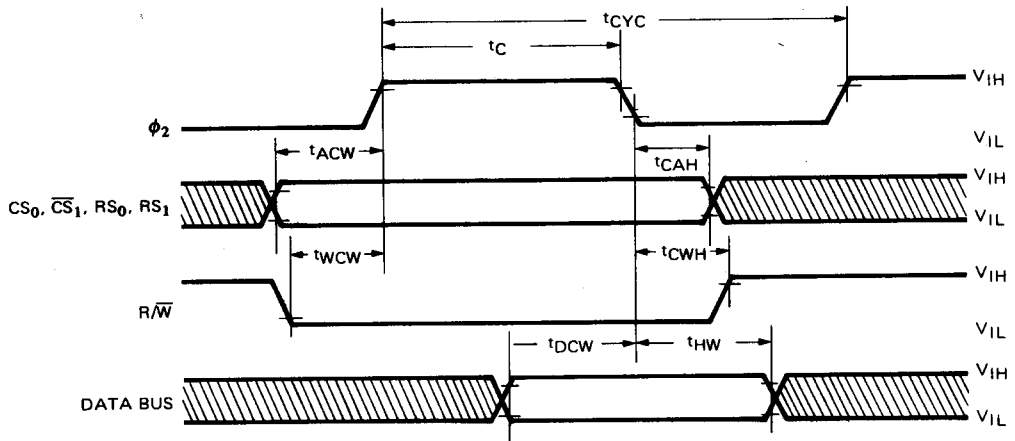 tCYC
tC
VIH
ϕ2
VIL
tACW
tCAH
VIH
CS0, C̅S̅1, RS0, RS1
VIL
tWCW
tCWH
VIH
R/W̅
VIL
tDCW
tHW
VIH
DATA BUS
VIL